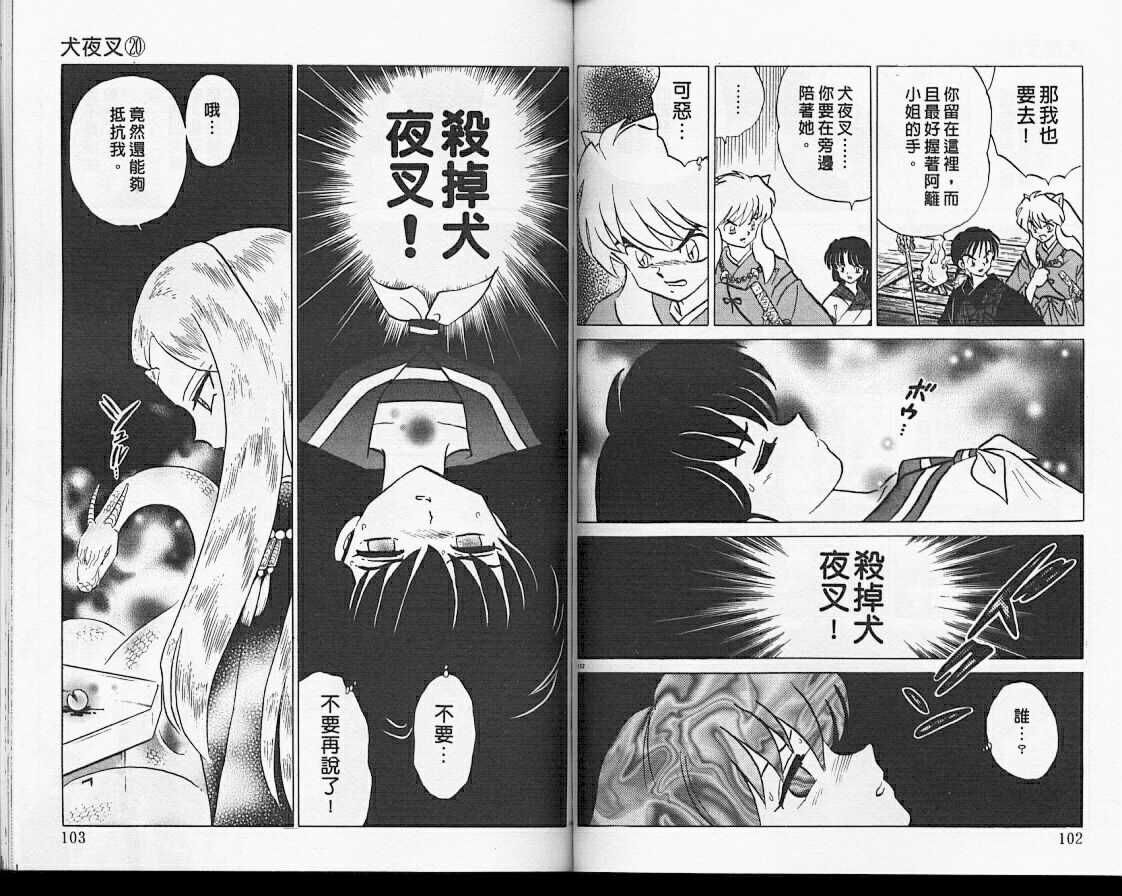 那我也
要去！
你留在這裡，而
且最好握著阿籬
小姐的手。
犬夜叉……
你要在旁邊
陪著她。
……
可惡…
ボゥ…
殺掉犬
夜叉！
誰…？
102
犬夜叉⑳
殺掉犬
夜叉！
不要…
不要再說了！
哦…
竟然還能夠
抵抗我。
103